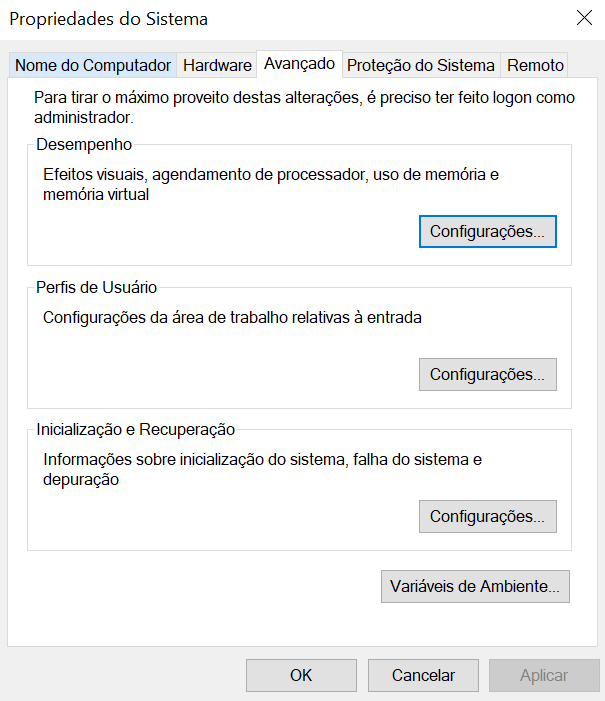 Propriedades do Sistema
Nome do Computador Hardware Avançado Proteção do Sistema Remoto
Para tirar o máximo proveito destas alterações, é preciso ter feito logon como
administrador.
Desempenho
Efeitos visuais, agendamento de processador, uso de memória e
memória virtual
Configurações...
Perfis de Usuário
Configurações da área de trabalho relativas à entrada
Configurações...
Inicialização e Recuperação
Informações sobre inicialização do sistema, falha do sistema e
depuração
Configurações...
Variáveis de Ambiente...
OK Cancelar Aplicar